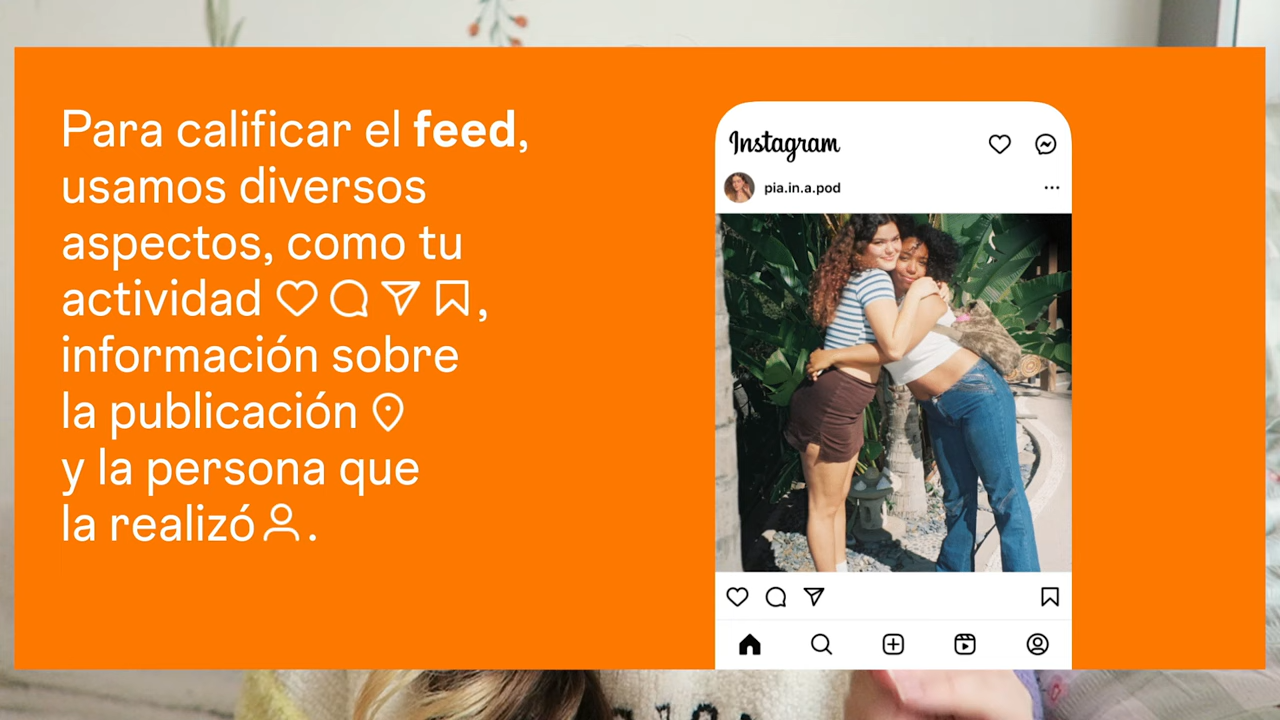 Para calificar el feed,
usamos diversos
aspectos, como tu
actividad ,
información sobre
la publicación
y la persona que
la realizó .
Instagram
pia.in.a.pod